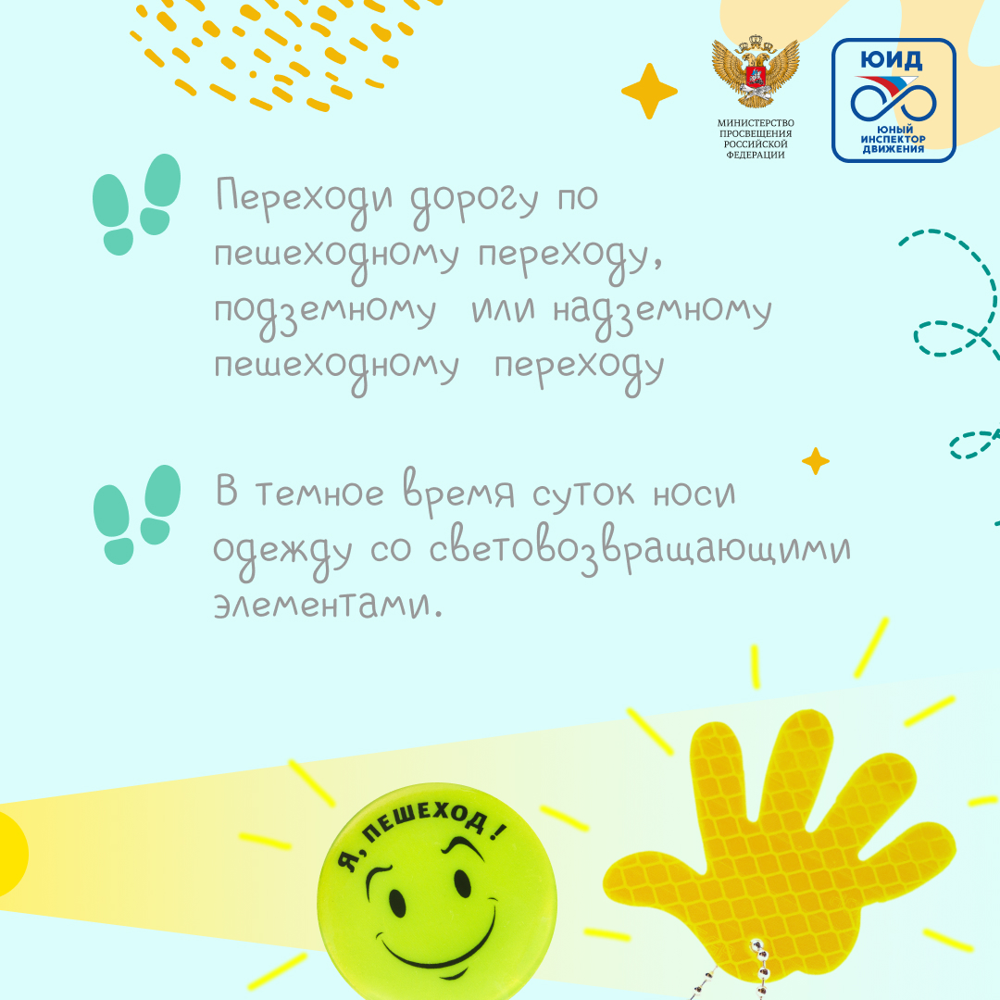 МИНИСТЕРСТВО
ПРОСВЕЩЕНИЯ
РОССИЙСКОЙ
ФЕДЕРАЦИИ
ЮИД
ЮНЫЙ
ИНСПЕКТОР
ДВИЖЕНИЯ
Переходи дорогу по
пешеходному переходу,
подземному или надземному
пешеходному переходу
В темное время суток носи
одежду со световозвращающими
элементами.
Я, ПЕШЕХОД!